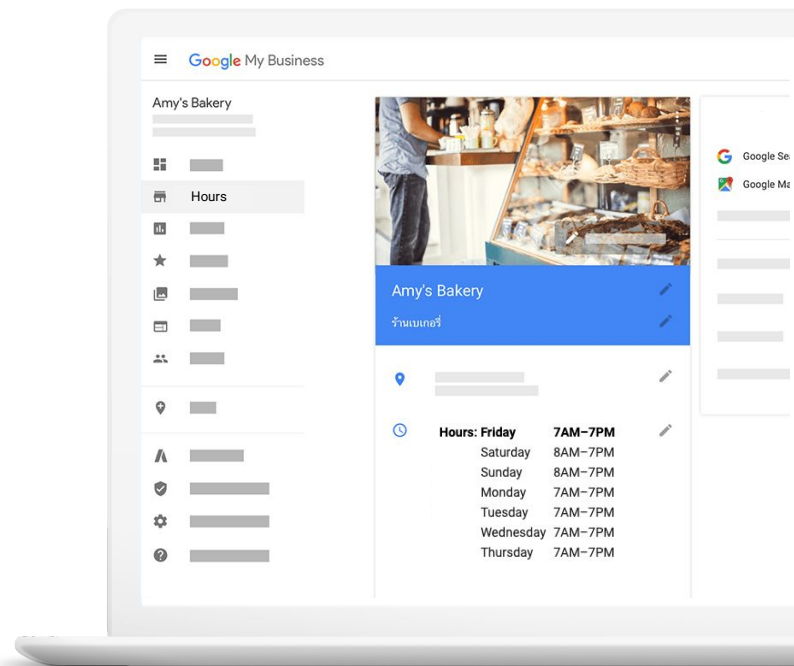 Google My Business
Amy's Bakery
Hours
Google Se
Google Ma
Amy's Bakery
ร้านเบเกอรี่
Hours: Friday 7AM–7PM
Saturday 8AM–7PM
Sunday 8AM–7PM
Monday 7AM–7PM
Tuesday 7AM–7PM
Wednesday 7AM–7PM
Thursday 7AM–7PM